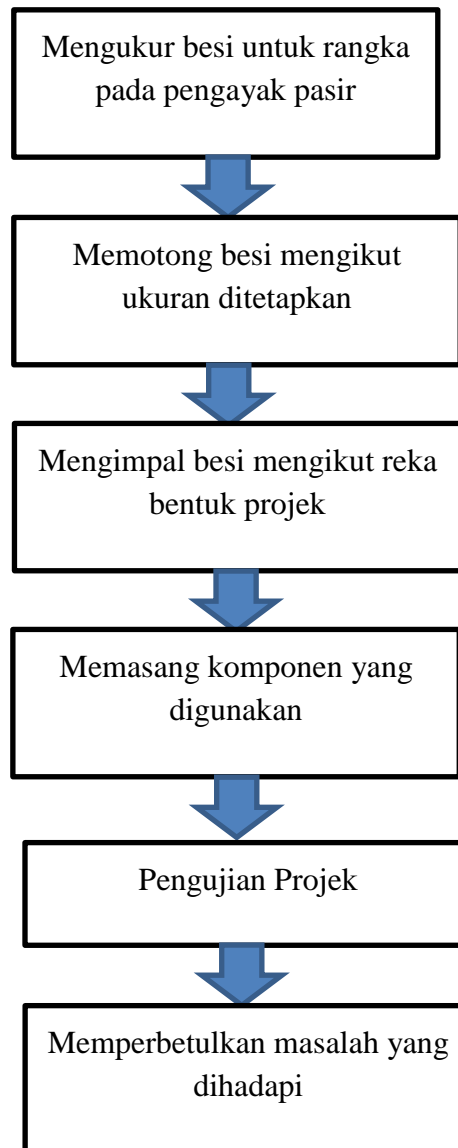 Mengukur besi untuk rangka
pada pengayak pasir
Memotong besi mengikut
ukuran ditetapkan
Mengimpal besi mengikut reka
bentuk projek
Memasang komponen yang
digunakan
Pengujian Projek
Memperbetulkan masalah yang
dihadapi